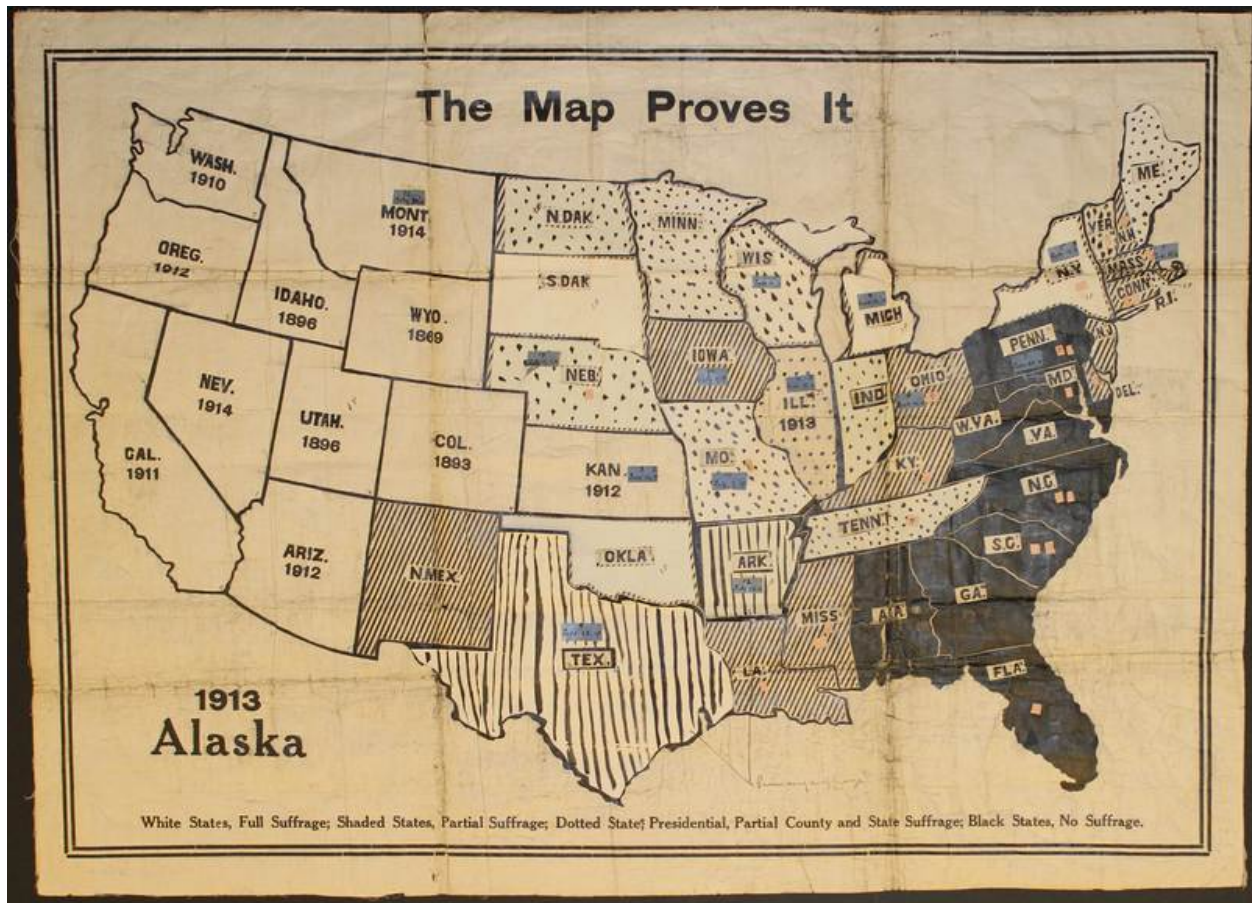 The Map Proves It
WASH.
1910
MONT.
1914
N.DAK
MINN
ME.
OREG.
1912
IDAHO.
1896
WYO.
1869
S.DAK
WIS
MICH
N.Y.
VER
N.H.
MASS.
CONN
R.I.
NEV.
1914
UTAH.
1896
COL.
1893
NEB.
IOWA.
ILL.
1913
IND
OHIO
PENN.
N.J.
MD
DEL.
CAL.
1911
KAN.
1912
MO.
KY.
W.VA.
VA.
ARIZ.
1912
N.MEX.
OKLA
ARK.
TENN.
N.C
S.C.
TEX.
LA.
MISS
ALA
GA.
FLA.
1913
Alaska
White States, Full Suffrage; Shaded States, Partial Suffrage; Dotted State, Presidential, Partial County and State Suffrage; Black States, No Suffrage.